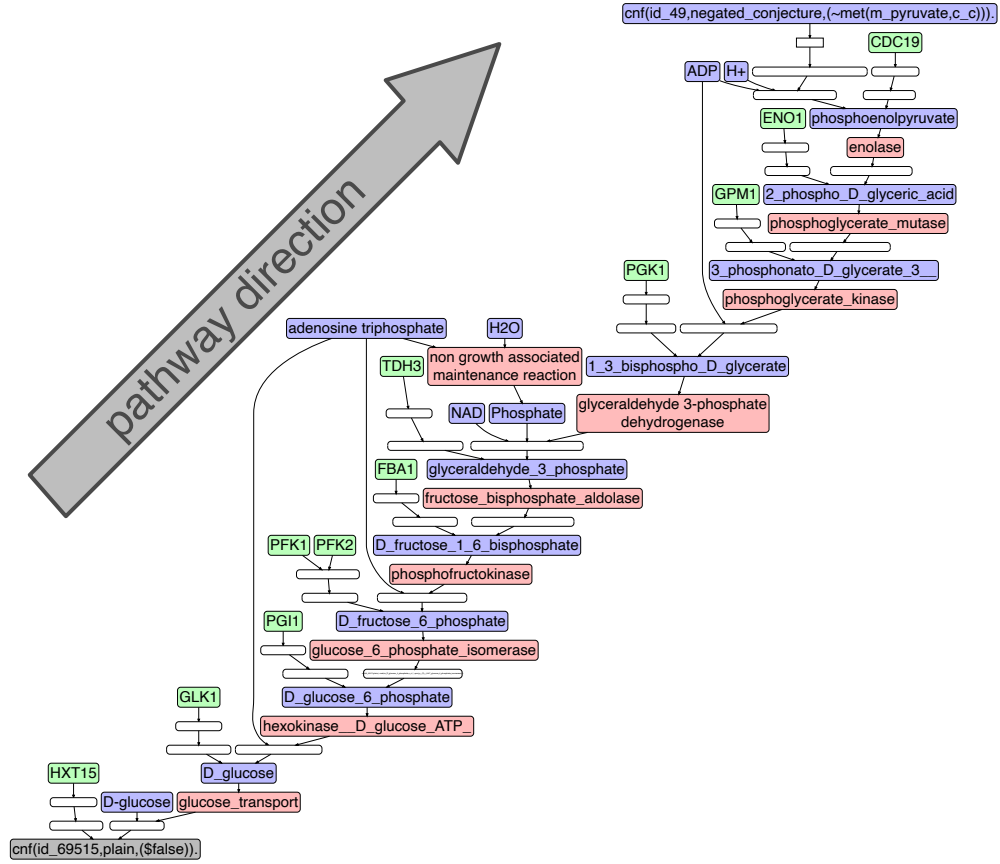 cnf(id_49,negated_conjecture,(~met(m_pyruvate,c_c))).
CDC19
ADP
H+
ENO1
phosphoenolpyruvate
enolase
GPM1
2_phospho_D_glyceric_acid
phosphoglycerate_mutase
PGK1
3_phosphonato_D_glycerate_3__
phosphoglycerate_kinase
pathway direction
adenosine triphosphate
H2O
TDH3
non growth associated
maintenance reaction
1_3_bisphospho_D_glycerate
NAD
Phosphate
glyceraldehyde 3-phosphate
dehydrogenase
FBA1
glyceraldehyde_3_phosphate
fructose_bisphosphate_aldolase
PFK1
PFK2
D_fructose_1_6_bisphosphate
phosphofructokinase
PGI1
D_fructose_6_phosphate
glucose_6_phosphate_isomerase
GLK1
D_glucose_6_phosphate
hexokinase__D_glucose_ATP_
HXT15
D_glucose
D-glucose
glucose_transport
cnf(id_69515,plain,($false)).